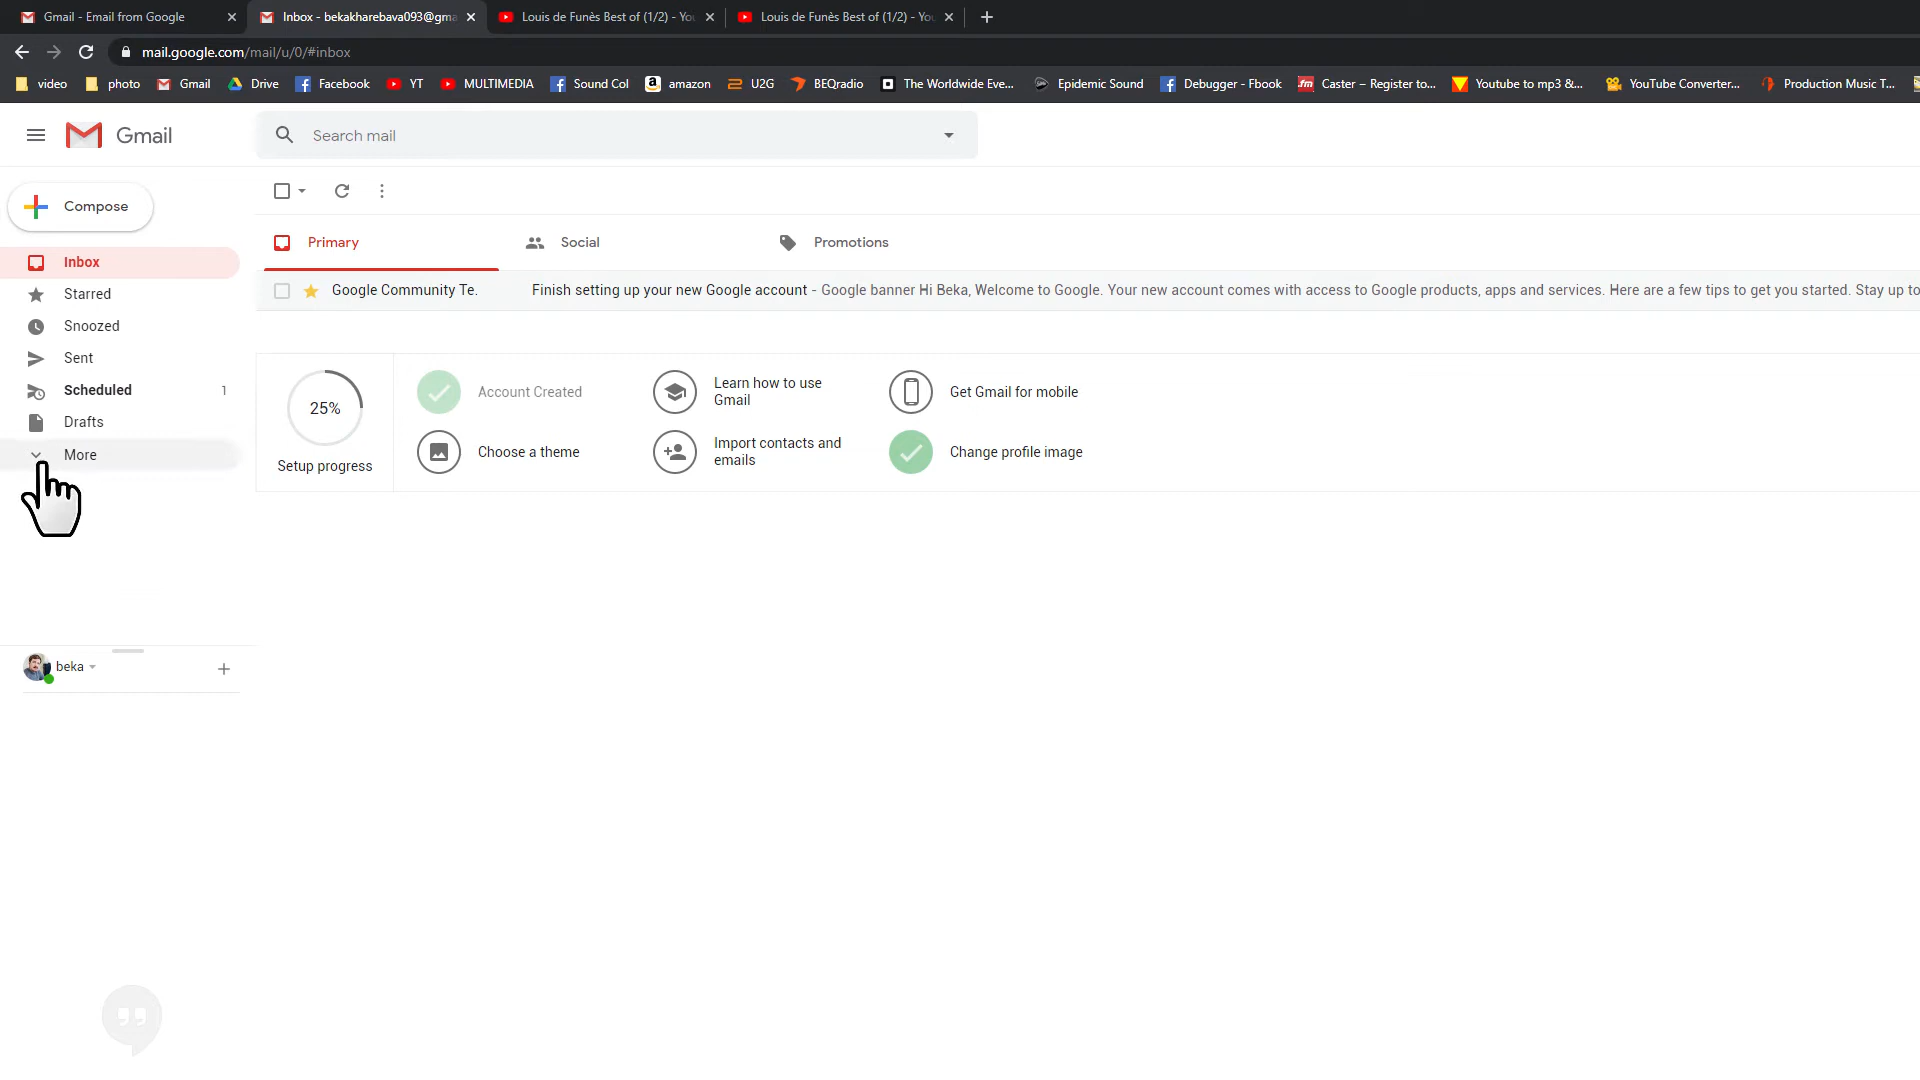 Gmail - Email from Google
Inbox - bekakharebava093@gma
Louis de Funès Best of (1/2) - You
Louis de Funès Best of (1/2) - You
mail.google.com/mail/u/0/#inbox
video photo Gmail Drive Facebook YT MULTIMEDIA Sound Col amazon U2G BEQradio The Worldwide Eve... Epidemic Sound Debugger - Fbook Caster – Register to... Youtube to mp3 &... YouTube Converter... Production Music T...
Gmail
Search mail
Compose
Inbox
Starred
Snoozed
Sent
Scheduled 1
Drafts
More
Primary
Social
Promotions
Google Community Te. Finish setting up your new Google account - Google banner Hi Beka, Welcome to Google. Your new account comes with access to Google products, apps and services. Here are a few tips to get you started. Stay up to
25%
Setup progress
Account Created
Learn how to use
Gmail
Get Gmail for mobile
Choose a theme
Import contacts and
emails
Change profile image
beka